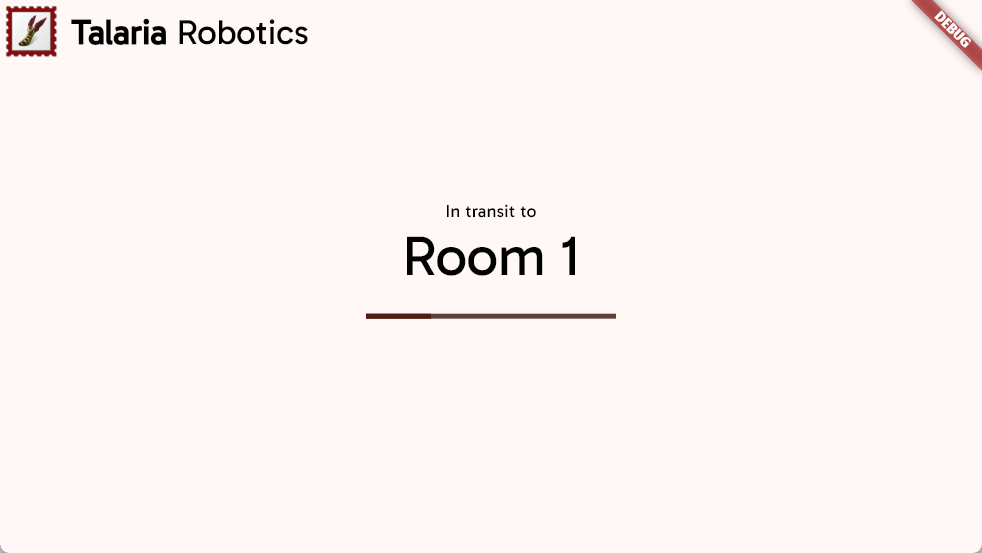 Talaria Robotics
DEBUG
In transit to
Room 1